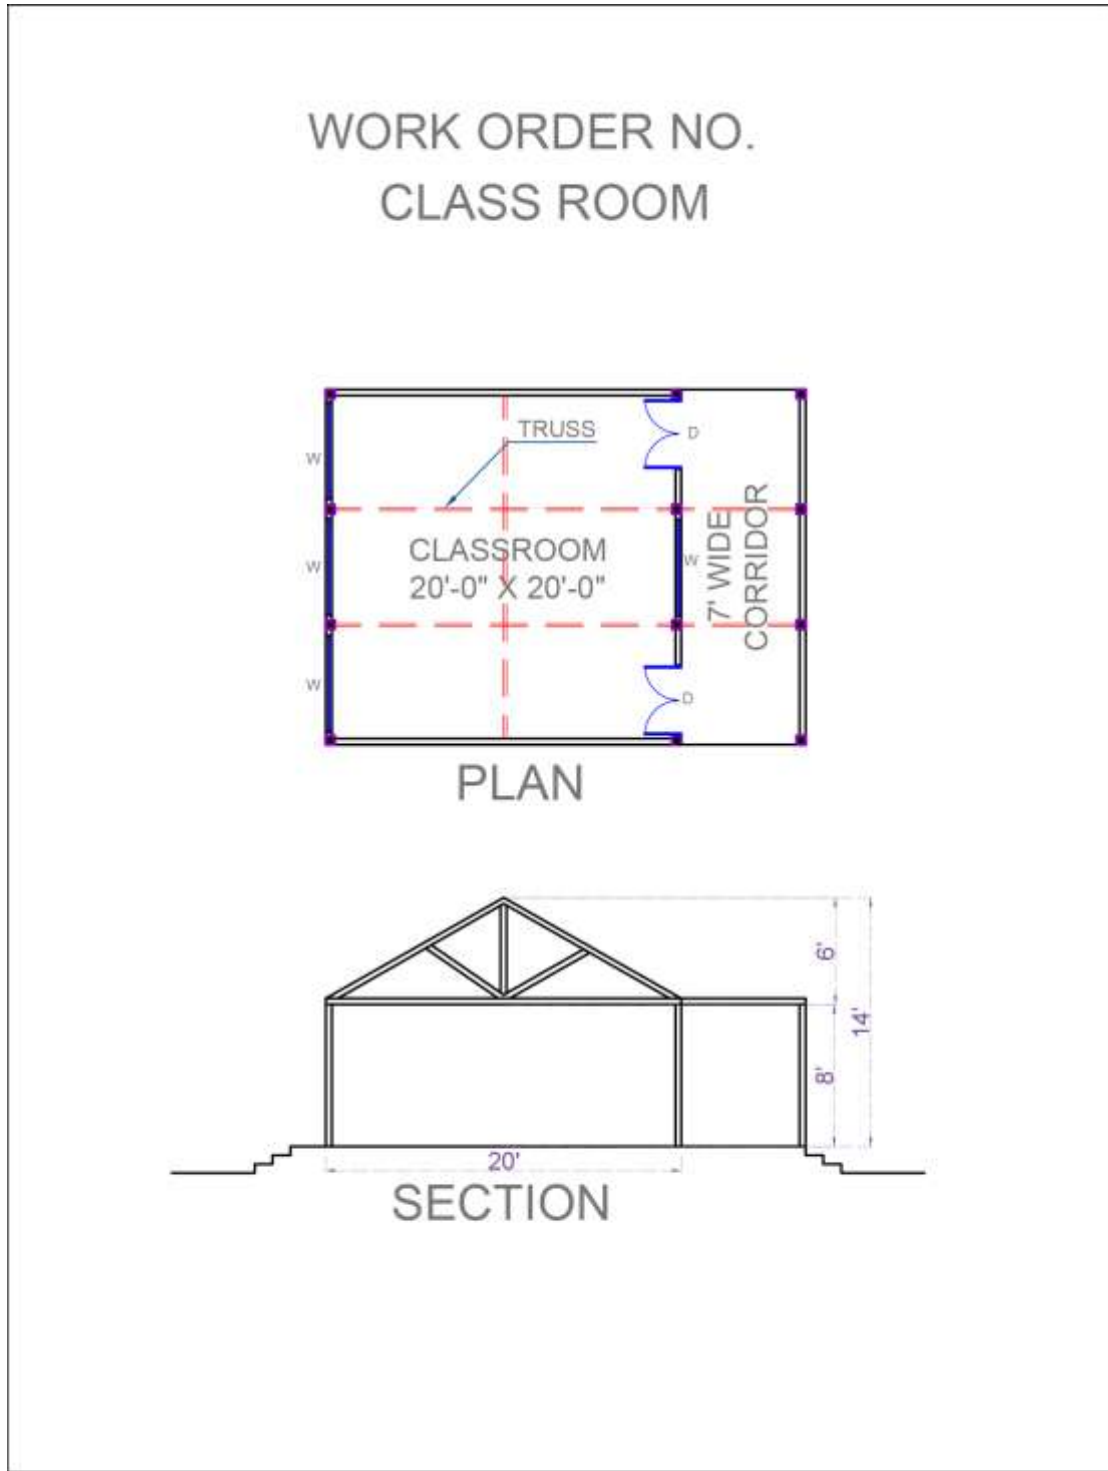 WORK ORDER NO.
CLASS ROOM
TRUSS
D
W
7' WIDE
CORRIDOR
CLASSROOM
20'-0" X 20'-0"
W
W
W
D
PLAN
6'
14'
8'
20'
SECTION